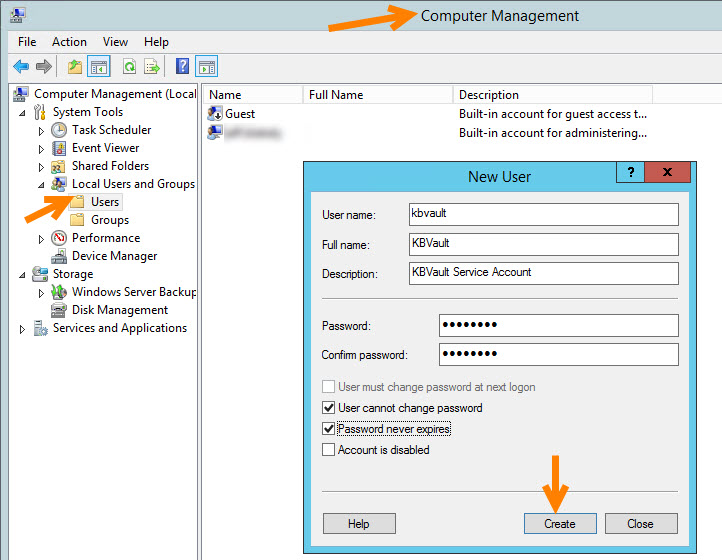 Computer Management
File Action View Help
Computer Management (Local
System Tools
Task Scheduler
Event Viewer
Shared Folders
Local Users and Groups
Users
Groups
Performance
Device Manager
Storage
Windows Server Backup
Disk Management
Services and Applications
Name Full Name Description
Guest Built-in account for guest access t...
Built-in account for administering...
New User
? x
User name: kbvault
Full name: KBVault
Description: KBVault Service Account
Password: ●●●●●●●●
Confirm password: ●●●●●●●●
User must change password at next logon
User cannot change password
Password never expires
Account is disabled
Help Create Close